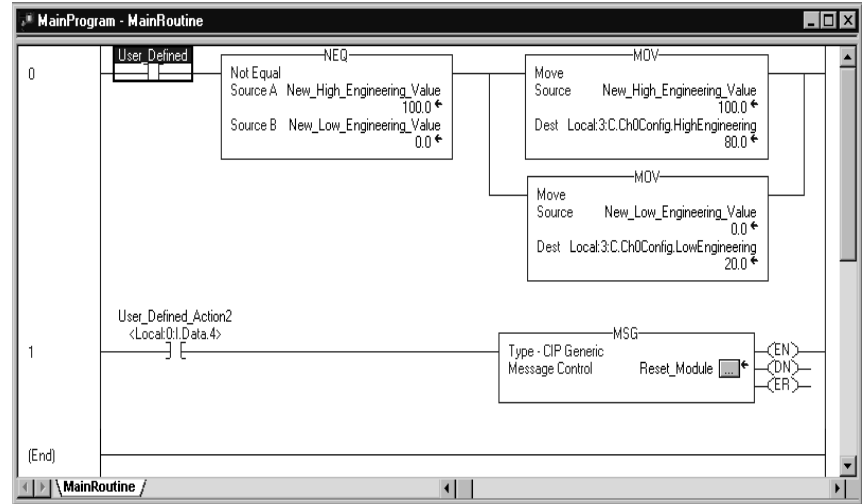 MainProgram - MainRoutine
0
User_Defined
NEQ
Not Equal
Source A New_High_Engineering_Value
100.0
Source B New_Low_Engineering_Value
0.0
MOV
Move
Source New_High_Engineering_Value
100.0
Dest Local:3:C.Ch0Config.HighEngineering
80.0
MOV
Move
Source New_Low_Engineering_Value
0.0
Dest Local:3:C.Ch0Config.LowEngineering
20.0
1
User_Defined_Action2
<Local:0:I.Data.4>
MSG
Type - CIP Generic
Message Control Reset_Module ...
(EN)
(DN)
(ER)
(End)
MainRoutine